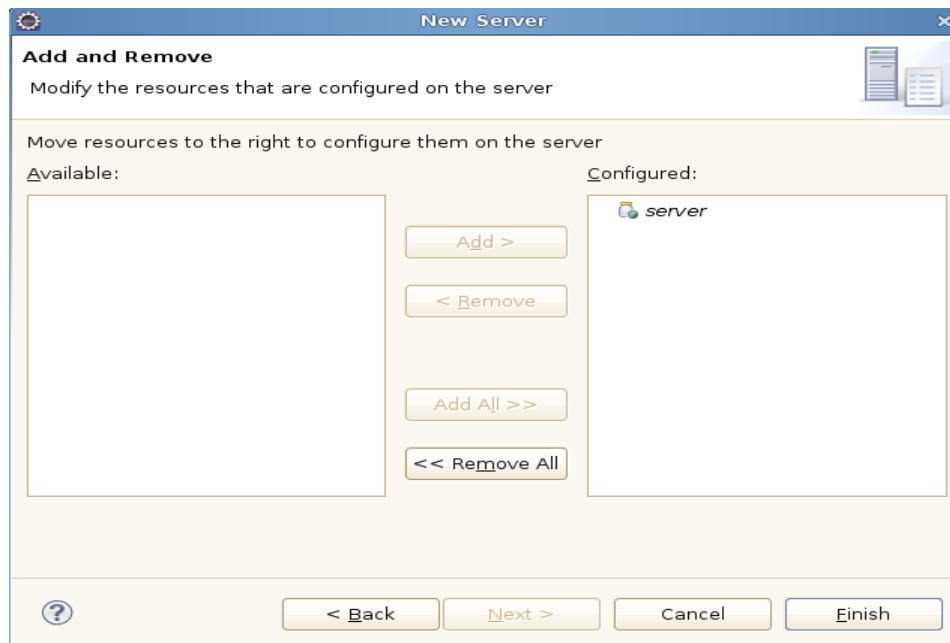 New Server
Add and Remove
Modify the resources that are configured on the server
Move resources to the right to configure them on the server
Available:
Configured:
server
Add >
< Remove
Add All >>
<< Remove All
?
< Back
Next >
Cancel
Finish